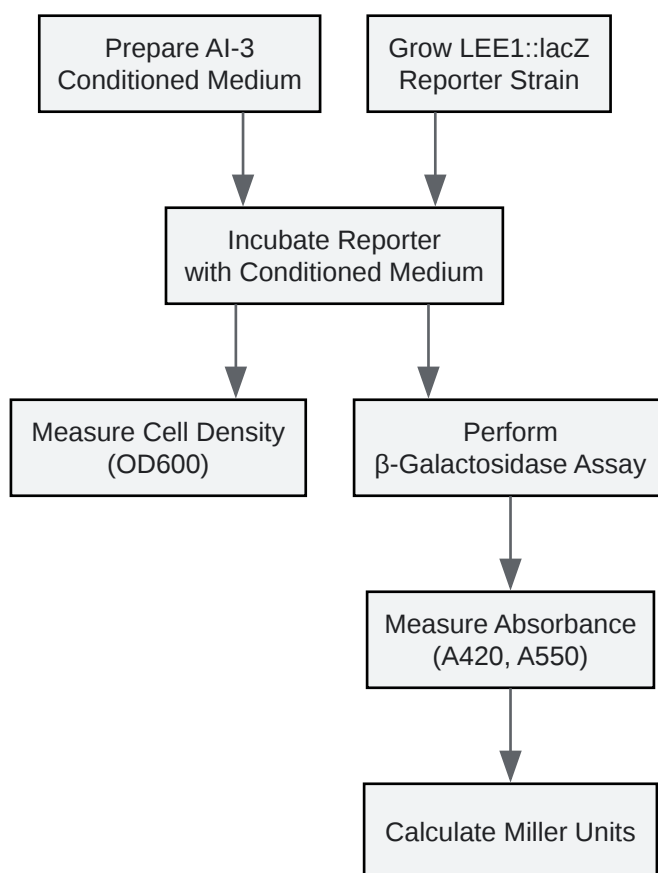 Prepare AI-3
Conditioned Medium
Grow LEE1::lacZ
Reporter Strain
Incubate Reporter
with Conditioned Medium
Measure Cell Density
(OD600)
Perform
β-Galactosidase Assay
Measure Absorbance
(A420, A550)
Calculate Miller Units